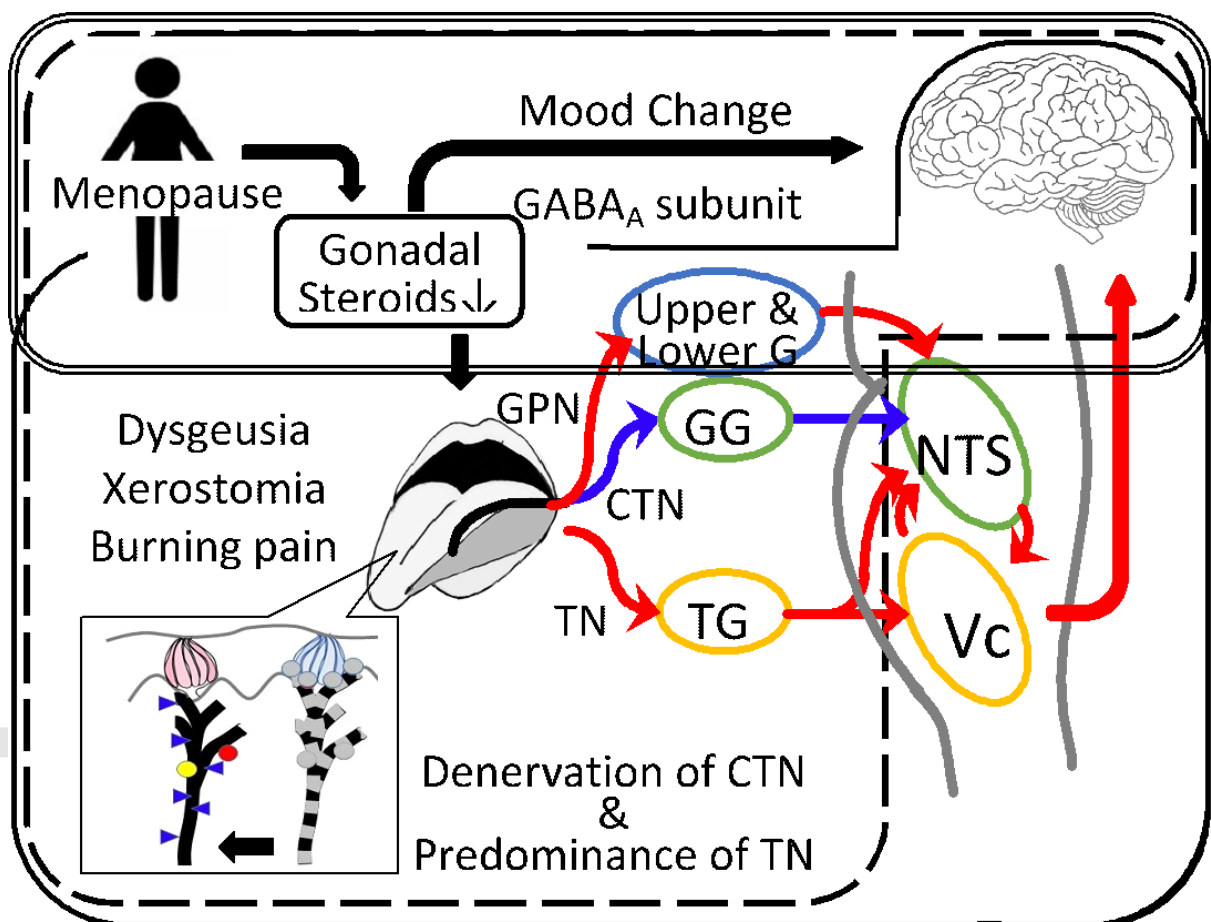 Mood Change
Menopause
GABAA subunit
Gonadal
Steroids↓
Upper &
Lower G
GPN
GG
Dysgeusia
Xerostomia
Burning pain
CTN
NTS
TN
TG
Vc
Denervation of CTN
&
Predominance of TN